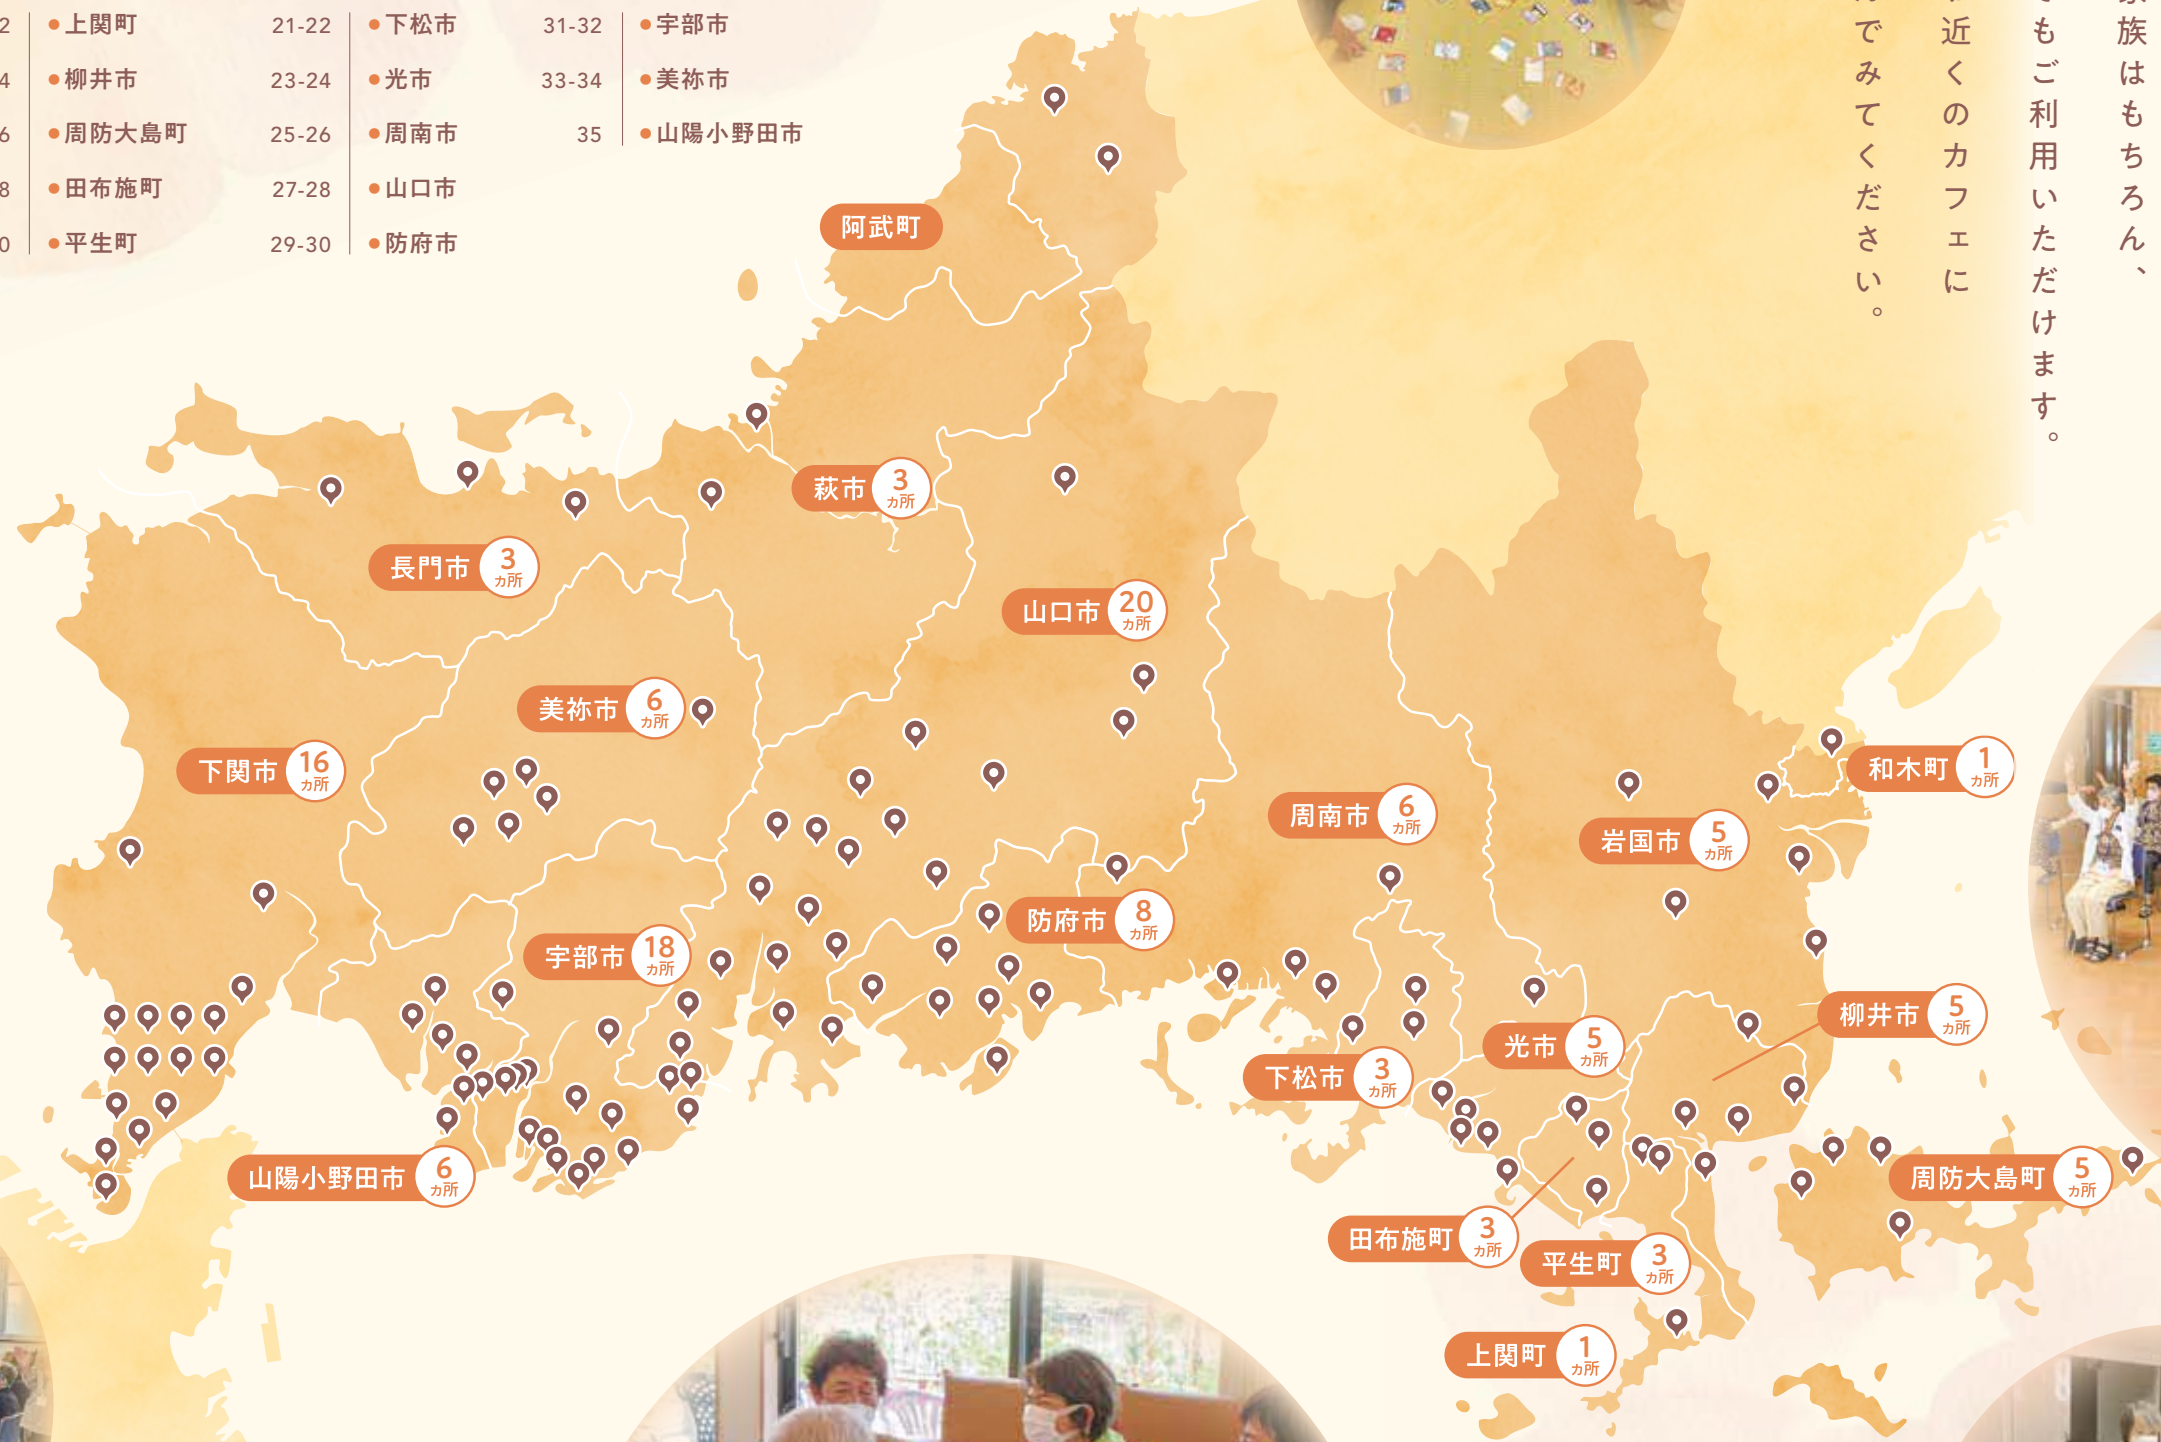 上関町
柳井市
周防大島町
田布施町
平生町
21-22
23-24
25-26
27-28
29-30
下松市
光市
周南市
山口市
防府市
31-32
33-34
35
宇部市
美祢市
山陽小野田市
族はもちろん、
もご利用いただけます。
近くのカフェに
でみてください。
阿武町
萩市 3カ所
長門市 3カ所
山口市 20カ所
美祢市 6カ所
下関市 16カ所
和木町 1カ所
周南市 6カ所
岩国市 5カ所
防府市 8カ所
宇部市 18カ所
柳井市 5カ所
光市 5カ所
下松市 3カ所
山陽小野田市 6カ所
周防大島町 5カ所
田布施町 3カ所
平生町 3カ所
上関町 1カ所